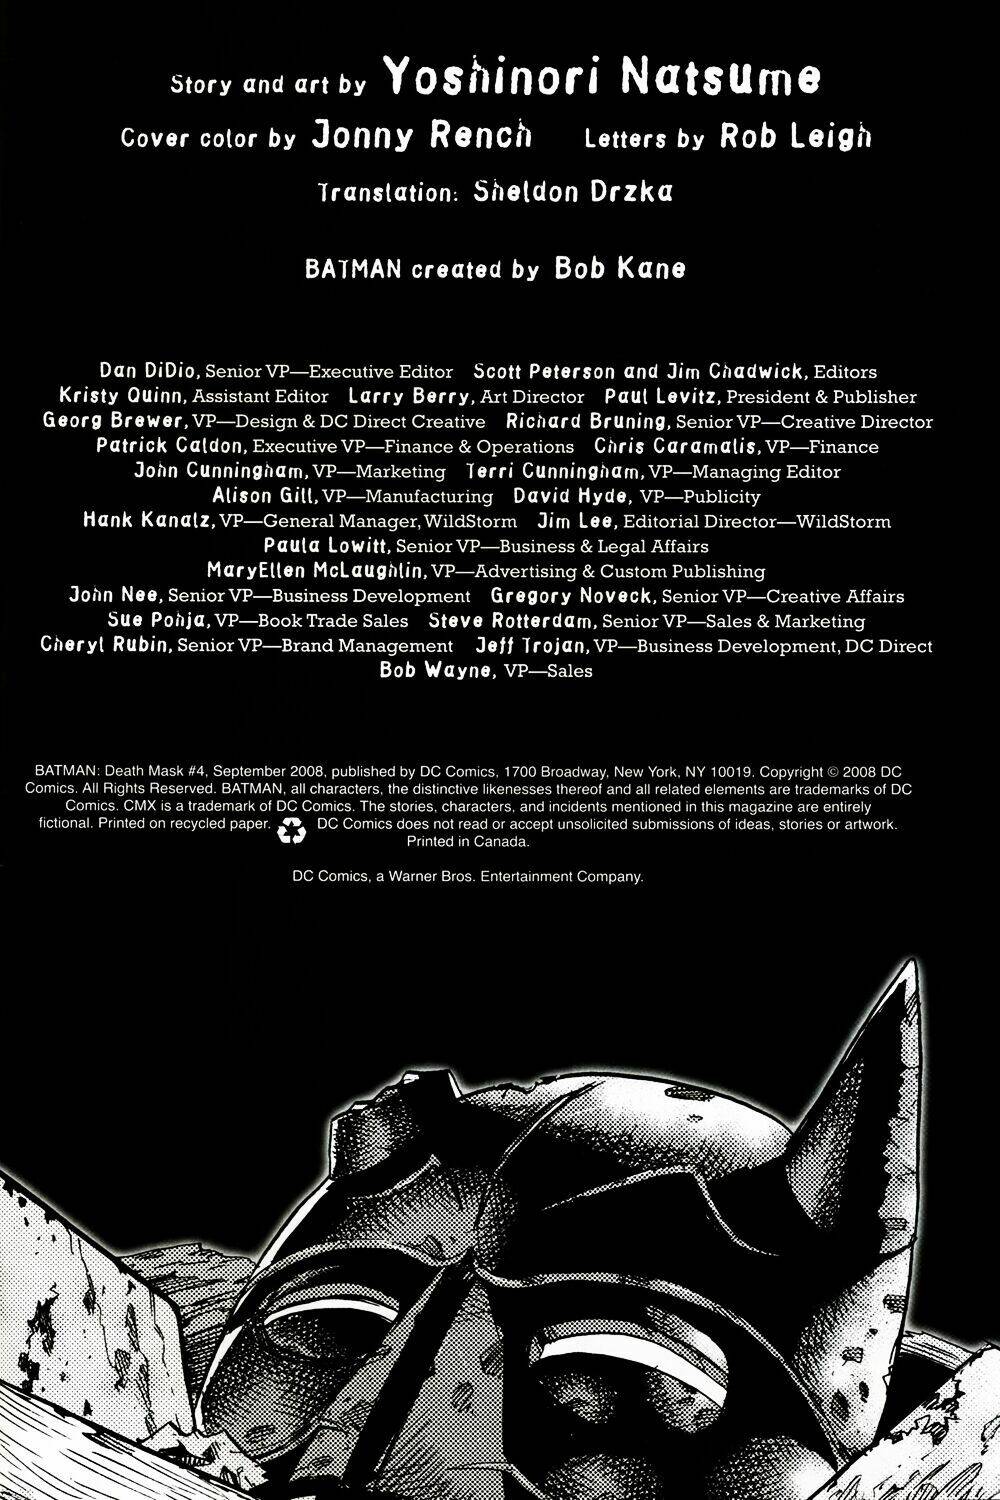 Story and art by Yoshinori Natsume
Cover color by Jonny Rench Letters by Rob Leigh
Translation: Sheldon Drzka
BATMAN created by Bob Kane
Dan DiDio, Senior VP—Executive Editor Scott Peterson and Jim Chadwick, Editors
Kristy Quinn, Assistant Editor Larry Berry, Art Director Paul Levitz, President & Publisher
Georg Brewer, VP—Design & DC Direct Creative Richard Bruning, Senior VP—Creative Director
Patrick Caldon, Executive VP—Finance & Operations Chris Caramalis, VP—Finance
John Cunningham, VP—Marketing Terri Cunningham, VP—Managing Editor
Alison Gill, VP—Manufacturing David Hyde, VP—Publicity
Hank Kanalz, VP—General Manager, WildStorm Jim Lee, Editorial Director—WildStorm
Paula Lowitt, Senior VP—Business & Legal Affairs
MaryEllen McLaughlin, VP—Advertising & Custom Publishing
John Nee, Senior VP—Business Development Gregory Noveck, Senior VP—Creative Affairs
Sue Pohja, VP—Book Trade Sales Steve Rotterdam, Senior VP—Sales & Marketing
Cheryl Rubin, Senior VP—Brand Management Jeff Trojan, VP—Business Development, DC Direct
Bob Wayne, VP—Sales
BATMAN: Death Mask #4, September 2008, published by DC Comics, 1700 Broadway, New York, NY 10019. Copyright © 2008 DC
Comics. All Rights Reserved. BATMAN, all characters, the distinctive likenesses thereof and all related elements are trademarks of DC
Comics. CMX is a trademark of DC Comics. The stories, characters, and incidents mentioned in this magazine are entirely
fictional. Printed on recycled paper. DC Comics does not read or accept unsolicited submissions of ideas, stories or artwork.
Printed in Canada.
DC Comics, a Warner Bros. Entertainment Company.